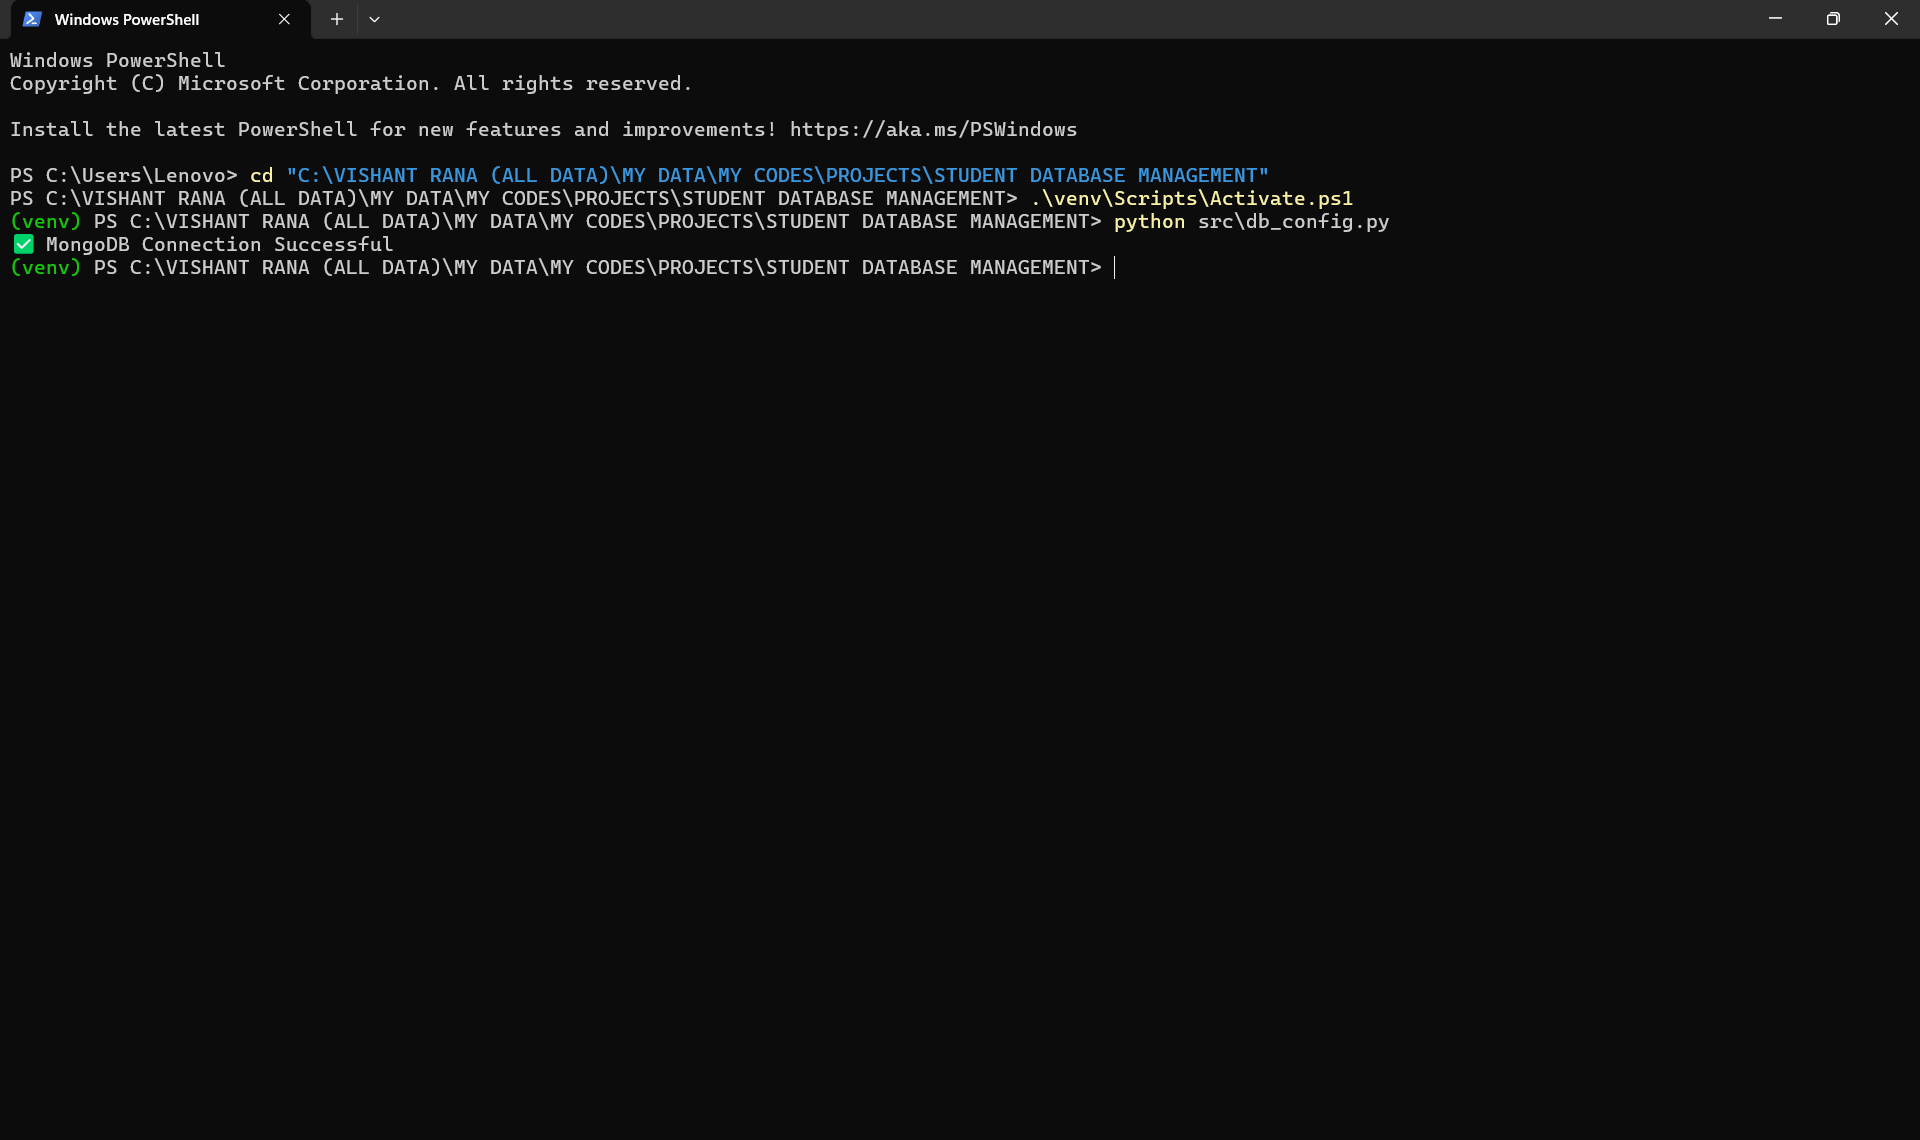 Windows PowerShell
Windows PowerShell
Copyright (C) Microsoft Corporation. All rights reserved.
Install the latest PowerShell for new features and improvements! https://aka.ms/PSWindows
PS C:\Users\Lenovo> cd "C:\VISHANT RANA (ALL DATA)\MY DATA\MY CODES\PROJECTS\STUDENT DATABASE MANAGEMENT"
PS C:\VISHANT RANA (ALL DATA)\MY DATA\MY CODES\PROJECTS\STUDENT DATABASE MANAGEMENT> .\venv\Scripts\Activate.ps1
(venv) PS C:\VISHANT RANA (ALL DATA)\MY DATA\MY CODES\PROJECTS\STUDENT DATABASE MANAGEMENT> python src\db_config.py
✅ MongoDB Connection Successful
(venv) PS C:\VISHANT RANA (ALL DATA)\MY DATA\MY CODES\PROJECTS\STUDENT DATABASE MANAGEMENT>